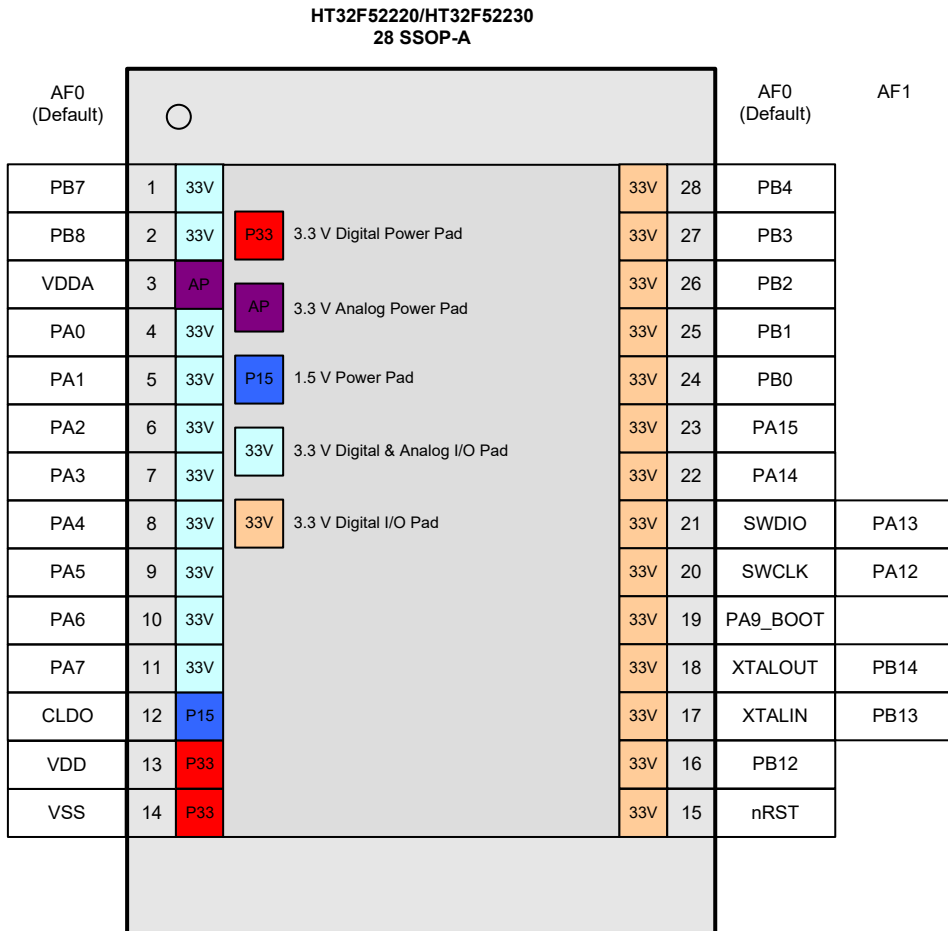 HT32F52220/HT32F52230
28 SSOP-A
AF0
(Default)
AF0
(Default)
AF1
PB7 1 33V 33V 28 PB4
PB8 2 33V P33 3.3 V Digital Power Pad 33V 27 PB3
VDDA 3 AP AP 3.3 V Analog Power Pad 33V 26 PB2
PA0 4 33V 33V 25 PB1
PA1 5 33V P15 1.5 V Power Pad 33V 24 PB0
PA2 6 33V 33V 3.3 V Digital & Analog I/O Pad 33V 23 PA15
PA3 7 33V 33V 22 PA14
PA4 8 33V 33V 3.3 V Digital I/O Pad 33V 21 SWDIO PA13
PA5 9 33V 33V 20 SWCLK PA12
PA6 10 33V 33V 19 PA9_BOOT
PA7 11 33V 33V 18 XTALOUT PB14
CLDO 12 P15 33V 17 XTALIN PB13
VDD 13 P33 33V 16 PB12
VSS 14 P33 33V 15 nRST